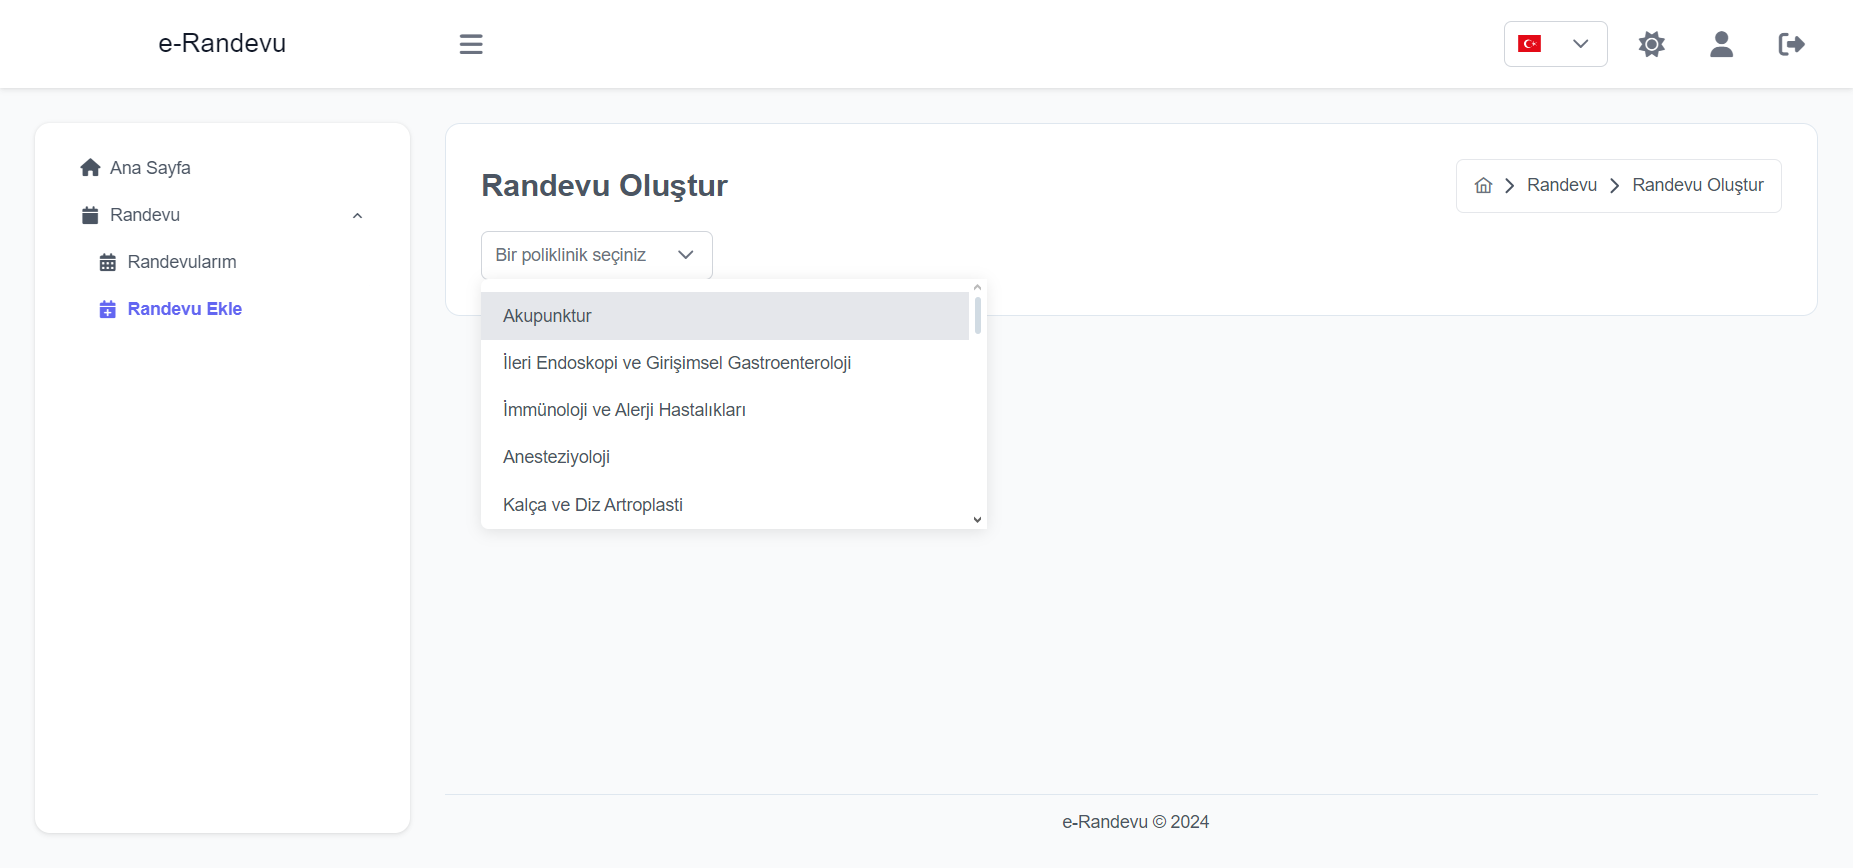 e-Randevu
Ana Sayfa
Randevu
Randevularım
Randevu Ekle
Randevu Oluştur
Randevu
Randevu Oluştur
Bir poliklinik seçiniz
Akupunktur
İleri Endoskopi ve Girişimsel Gastroenteroloji
İmmünoloji ve Alerji Hastalıkları
Anesteziyoloji
Kalça ve Diz Artroplasti
e-Randevu © 2024